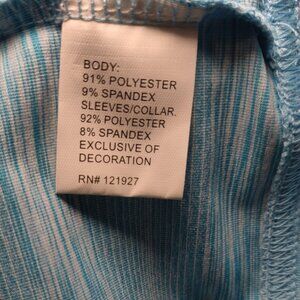 BODY:
91% POLYESTER
9% SPANDEX
SLEEVES/COLLAR.
92% POLYESTER
8% SPANDEX
EXCLUSIVE OF
DECORATION
RN# 121927